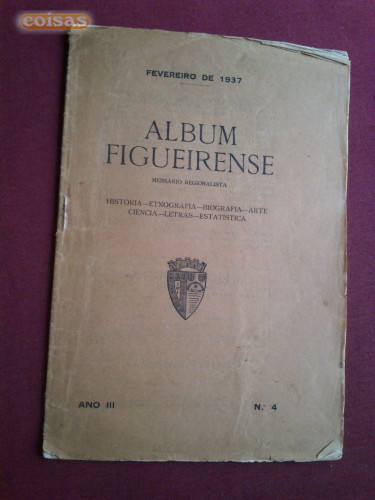 coisas
FEVEREIRO DE 1937
ALBUM
FIGUEIRENSE
MENSÁRIO REGIONALISTA
HISTORIA—ETNOGRAFIA—BIOGRAFIA—ARTE
CIENCIA—LETRAS—ESTATISTICA
ANO III
N.º 4